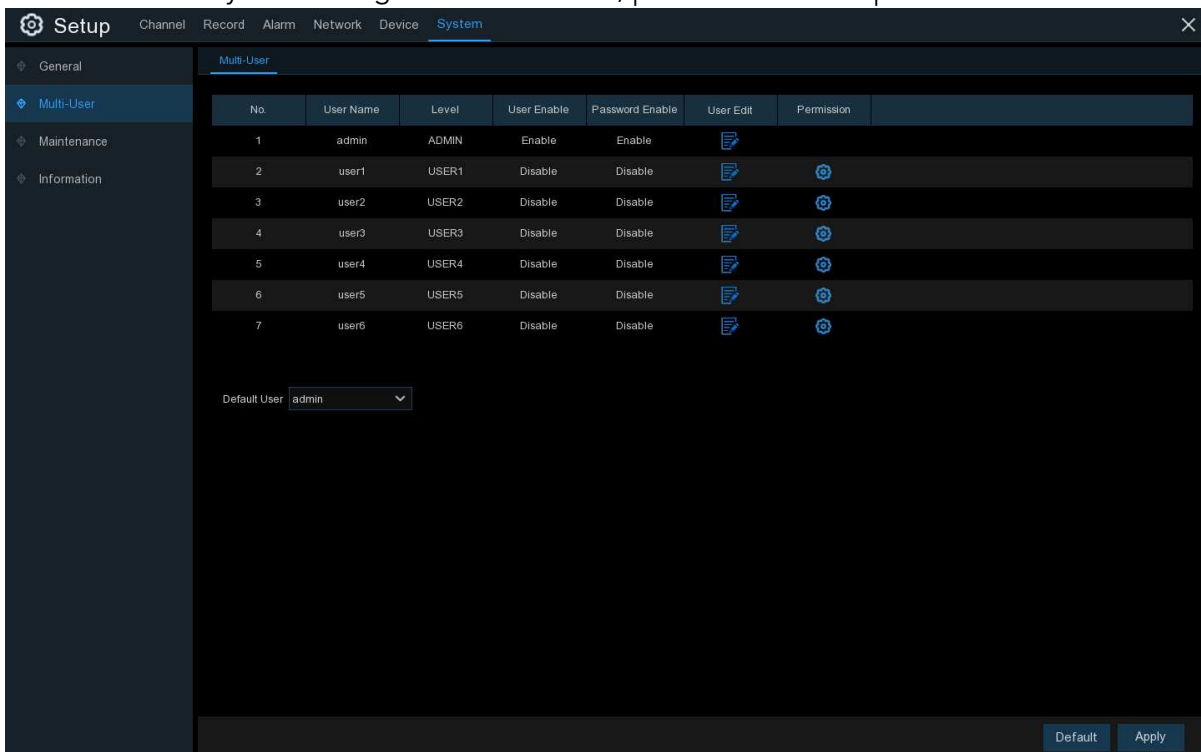 Setup Channel Record Alarm Network Device System
General
Multi-User
Maintenance
Information
Multi-User
No. User Name Level User Enable Password Enable User Edit Permission
1 admin ADMIN Enable Enable
2 user1 USER1 Disable Disable
3 user2 USER2 Disable Disable
4 user3 USER3 Disable Disable
5 user4 USER4 Disable Disable
6 user5 USER5 Disable Disable
7 user6 USER6 Disable Disable
Default User admin
Default Apply